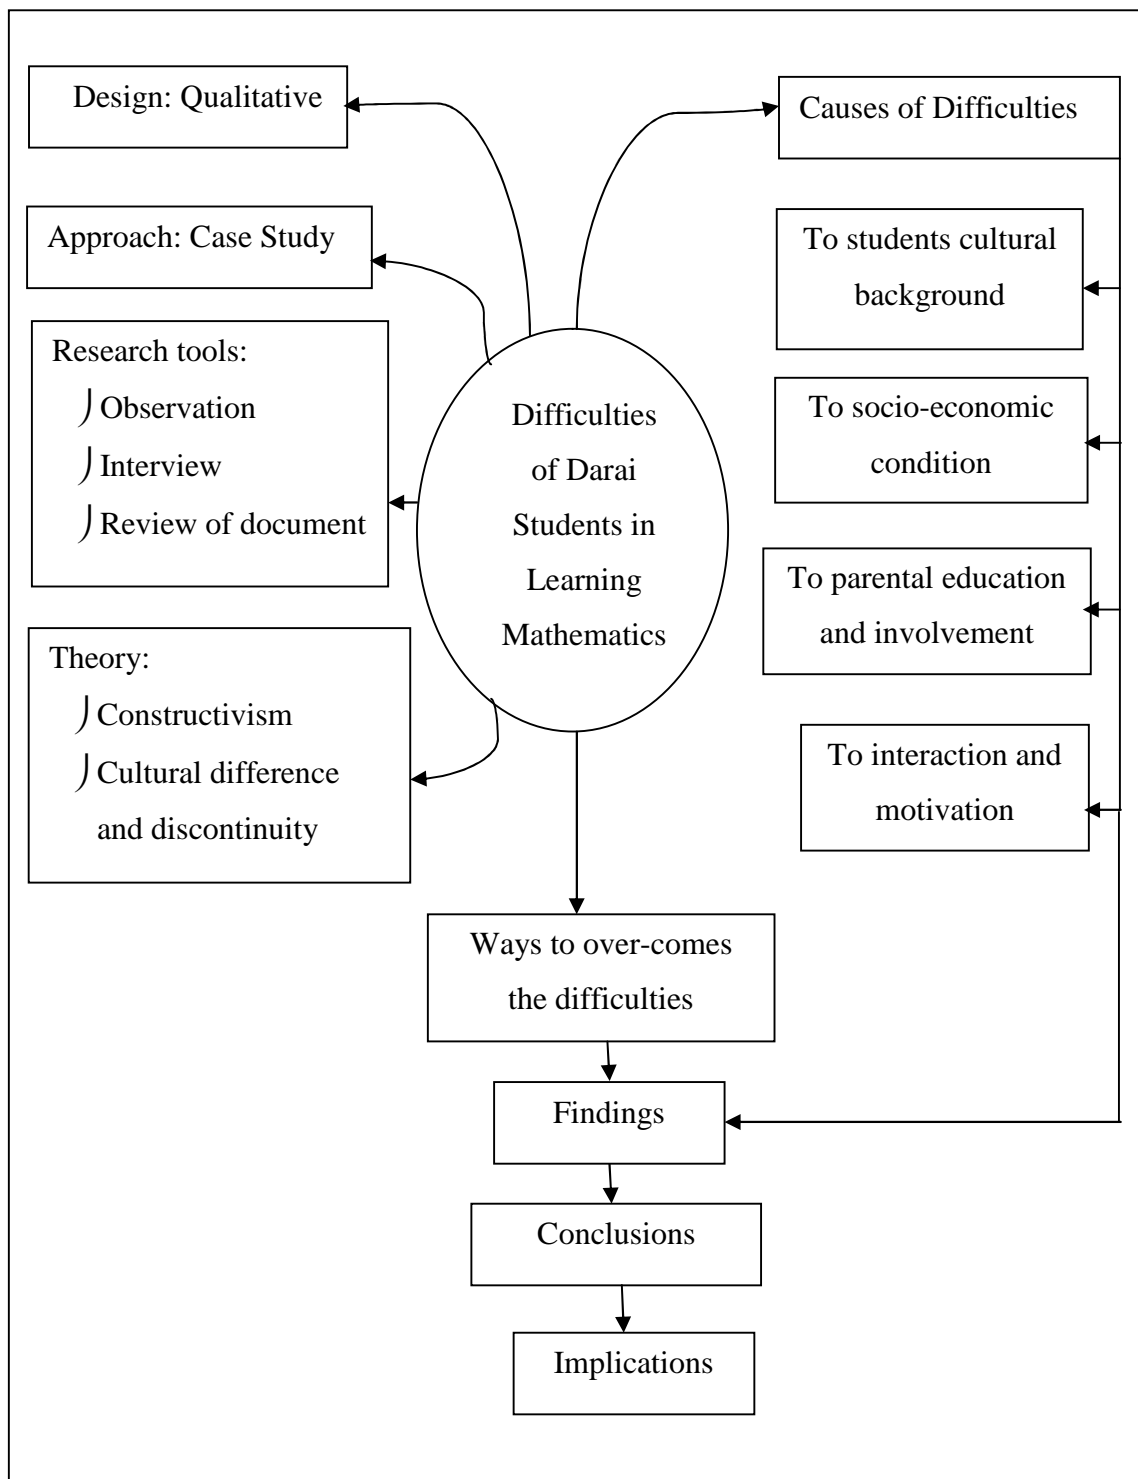 Design: Qualitative
Approach: Case Study
Research tools:
Observation
Interview
Review of document
Theory:
Constructivism
Cultural difference
and discontinuity
Difficulties
of Darai
Students in
Learning
Mathematics
Causes of Difficulties
To students cultural
background
To socio-economic
condition
To parental education
and involvement
To interaction and
motivation
Ways to over-comes
the difficulties
Findings
Conclusions
Implications